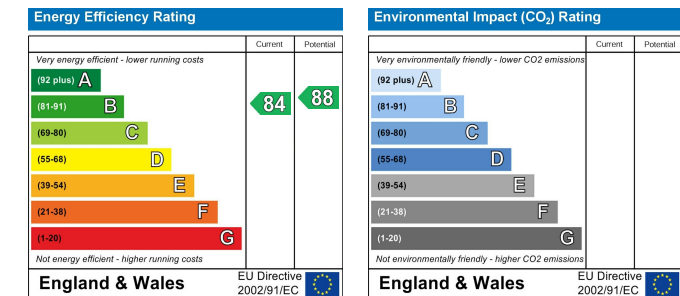 Energy Efficiency Rating
Current Potential
Very energy efficient - lower running costs
(92 plus) A
(81-91) B
(69-80) C
(55-68) D
(39-54) E
(21-38) F
(1-20) G
84
88
Not energy efficient - higher running costs
England & Wales
EU Directive
2002/91/EC
Environmental Impact (CO₂) Rating
Current Potential
Very environmentally friendly - lower CO2 emissions
(92 plus) A
(81-91) B
(69-80) C
(55-68) D
(39-54) E
(21-38) F
(1-20) G
Not environmentally friendly - higher CO2 emissions
England & Wales
EU Directive
2002/91/EC